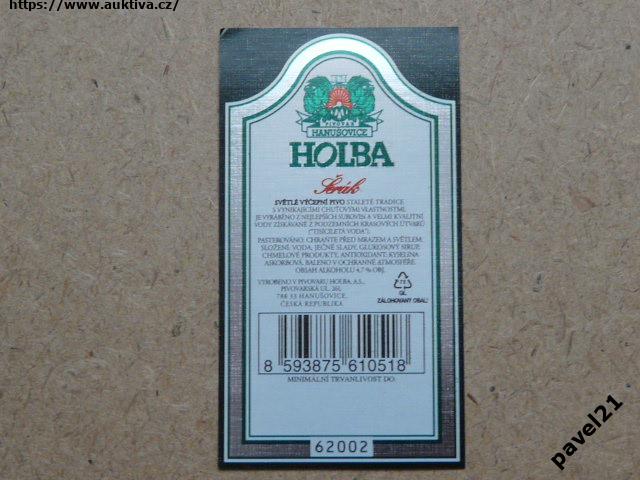 https://www.auktiva.cz/
PIVOVAR
HANUŠOVICE
HOLBA
Šerák
SVĚTLÉ VÝČEPNÍ PIVO STALETÉ TRADICE
S VYNIKAJÍCÍMI CHUŤOVÝMI VLASTNOSTMI,
JE VYRÁBĚNO Z NEJLEPŠÍCH SUROVIN A VELMI KVALITNÍ
VODY ZÍSKÁVANÉ Z PODZEMNÍCH KRASOVÝCH ÚTVARŮ
("TISÍCILETÁ VODA").
PASTEROVÁNO. CHRAŇTE PŘED MRAZEM A SVĚTLEM.
SLOŽENÍ: VODA, JEČNÉ SLADY, GLUKOSOVÝ SIRUP,
CHMELOVÉ PRODUKTY, ANTIOXIDANT: KYSELINA
ASKORBOVÁ, BALENO V OCHRANNÉ ATMOSFÉŘE.
OBSAH ALKOHOLU 4,7 % OBJ.
VYROBENO V PIVOVARU HOLBA, A.S.,
PIVOVARSKÁ UL. 261,
788 33 HANUŠOVICE,
ČESKÁ REPUBLIKA
GL
ZÁLOHOVANÝ OBAL!
8 593875 610518
MINIMÁLNÍ TRVANLIVOST DO:
62002
pavel21